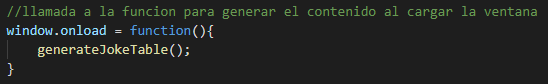 //llamada a la funcion para generar el contenido al cargar la ventana
window.onload = function(){
    generateJokeTable();
}